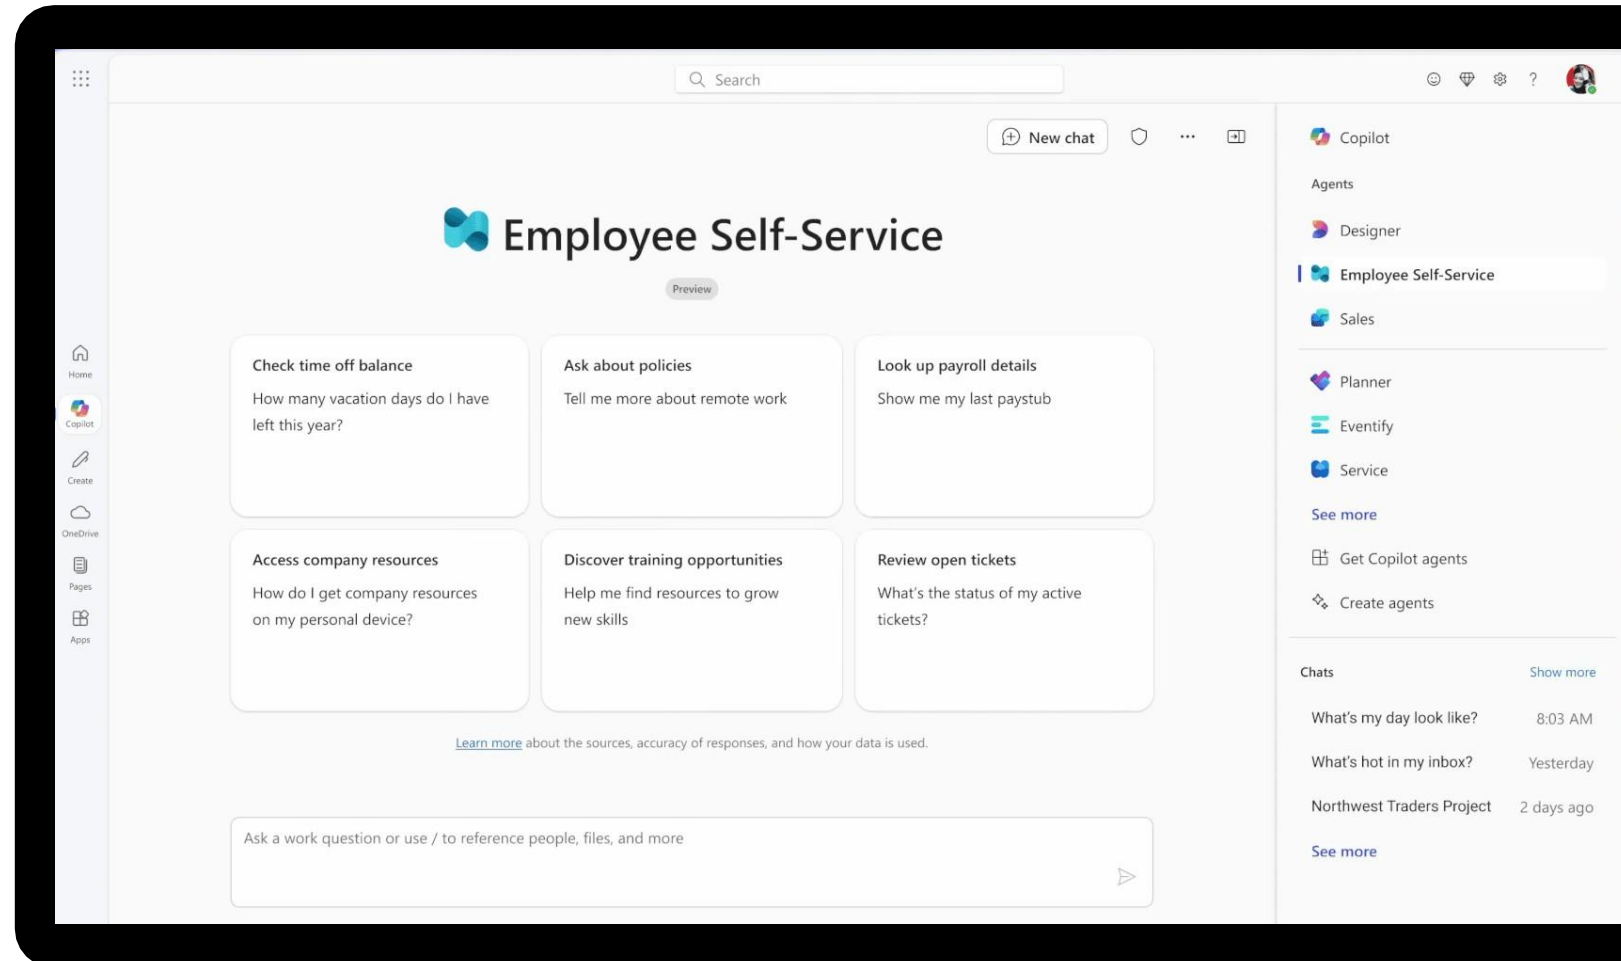 Search
New chat
Employee Self-Service
Preview
Check time off balance
How many vacation days do I have
left this year?
Ask about policies
Tell me more about remote work
Look up payroll details
Show me my last paystub
Access company resources
How do I get company resources
on my personal device?
Discover training opportunities
Help me find resources to grow
new skills
Review open tickets
What's the status of my active
tickets?
Learn more about the sources, accuracy of responses, and how your data is used.
Ask a work question or use / to reference people, files, and more
Home
Copilot
Create
OneDrive
Pages
Apps
Copilot
Agents
Designer
Employee Self-Service
Sales
Planner
Eventify
Service
See more
Get Copilot agents
Create agents
Chats Show more
What's my day look like? 8:03 AM
What's hot in my inbox? Yesterday
Northwest Traders Project 2 days ago
See more